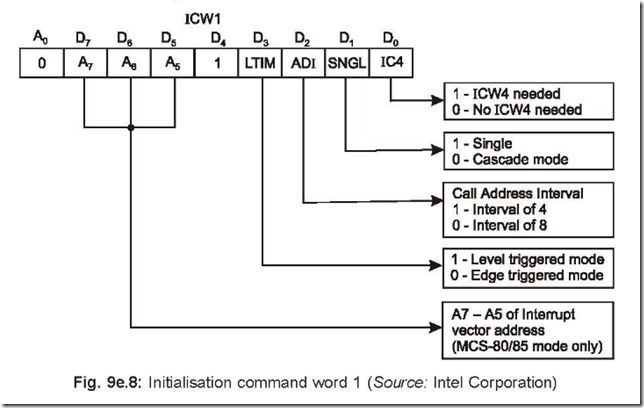 ICW1
A0 D7 D6 D5 D4 D3 D2 D1 D0
0 A7 A6 A5 1 LTIM ADI SNGL IC4
1 - ICW4 needed
0 - No ICW4 needed
1 - Single
0 - Cascade mode
Call Address Interval
1 - Interval of 4
0 - Interval of 8
1 - Level triggered mode
0 - Edge triggered mode
A7 – A5 of Interrupt
vector address
(MCS-80/85 mode only)
Fig. 9e.8: Initialisation command word 1 (Source: Intel Corporation)